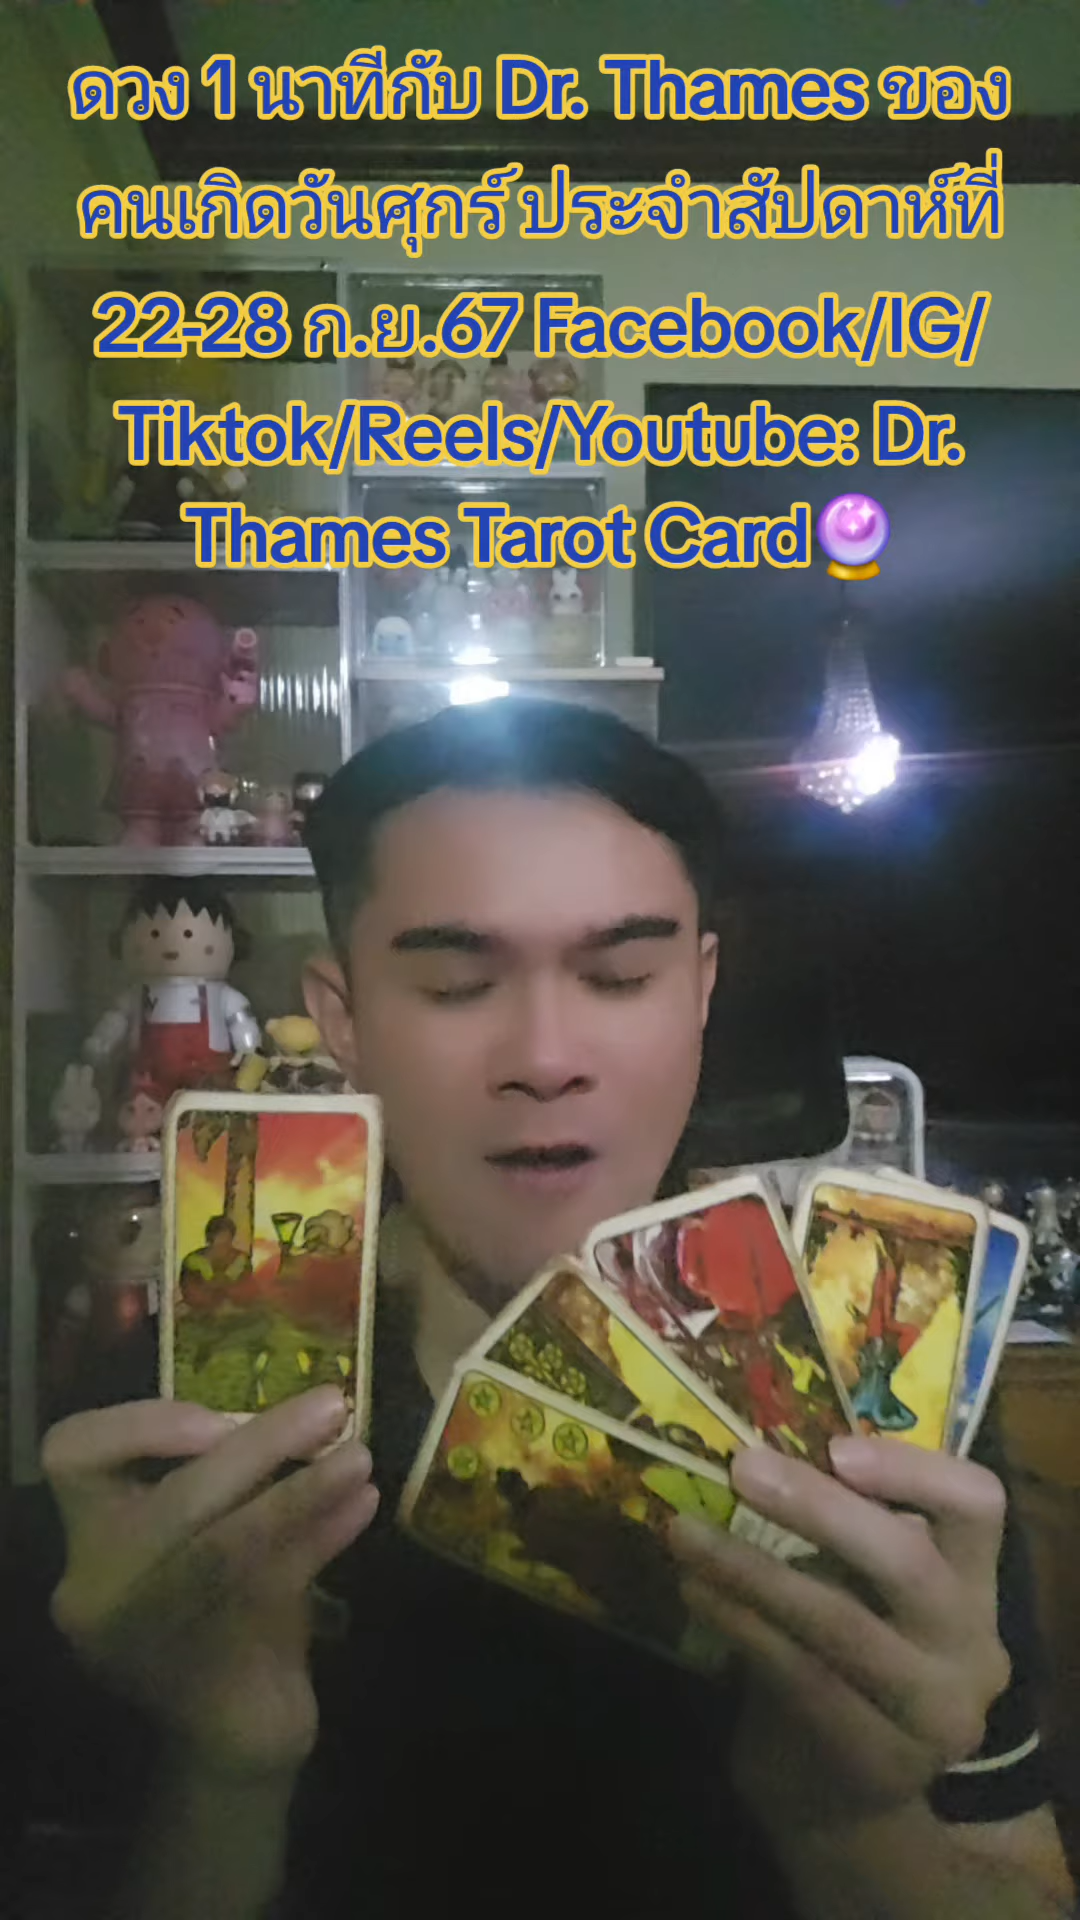 ดวง 1 นาทีกับ Dr. Thames ของ
คนเกิดวันศุกร์ ประจำสัปดาห์ที่
22-28 ก.ย.67 Facebook/IG/
Tiktok/Reels/Youtube: Dr.
Thames Tarot Card🔮